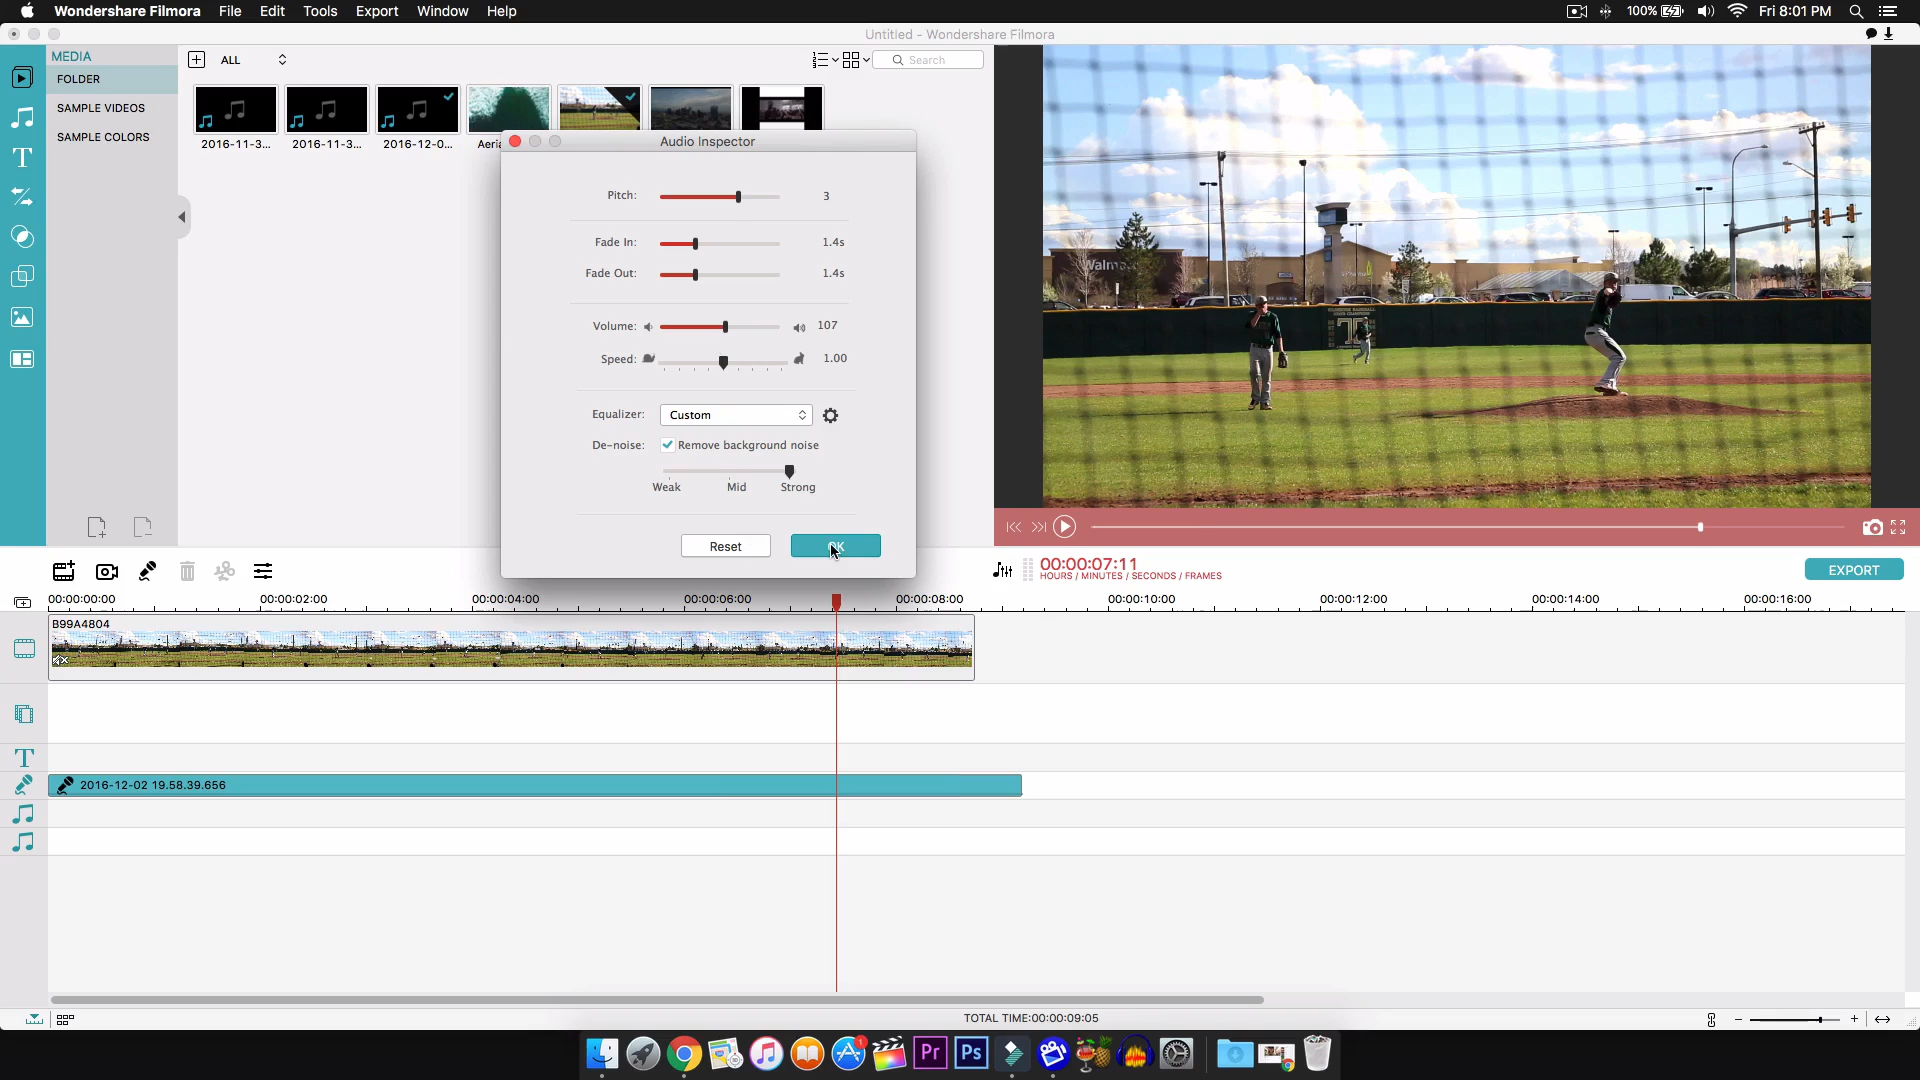 Wondershare Filmora File Edit Tools Export Window Help
100% Fri 8:01 PM
Untitled - Wondershare Filmora
MEDIA
FOLDER
SAMPLE VIDEOS
SAMPLE COLORS
ALL
Search
2016-11-3... 2016-11-3... 2016-12-0... Aeria
Audio Inspector
Pitch: 3
Fade In: 1.4s
Fade Out: 1.4s
Volume: 107
Speed: 1.00
Equalizer: Custom
De-noise: Remove background noise
Weak Mid Strong
Reset OK
Walmart
T
00:00:07:11
HOURS / MINUTES / SECONDS / FRAMES
EXPORT
00:00:00:00 00:00:02:00 00:00:04:00 00:00:06:00 00:00:08:00 00:00:10:00 00:00:12:00 00:00:14:00 00:00:16:00
B99A4804
2016-12-02 19.58.39.656
TOTAL TIME:00:00:09:05
1
Pr Ps